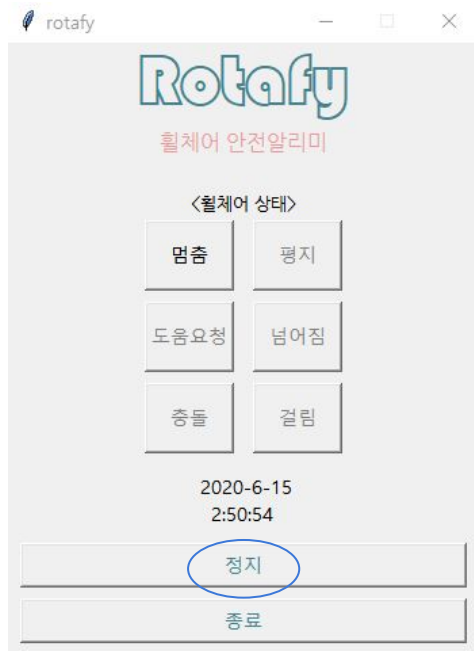 rotafy
Rotafy
휠체어 안전알리미
<휠체어 상태>
멈춤 평지
도움요청 넘어짐
충돌 걸림
2020-6-15
2:50:54
정지
종료